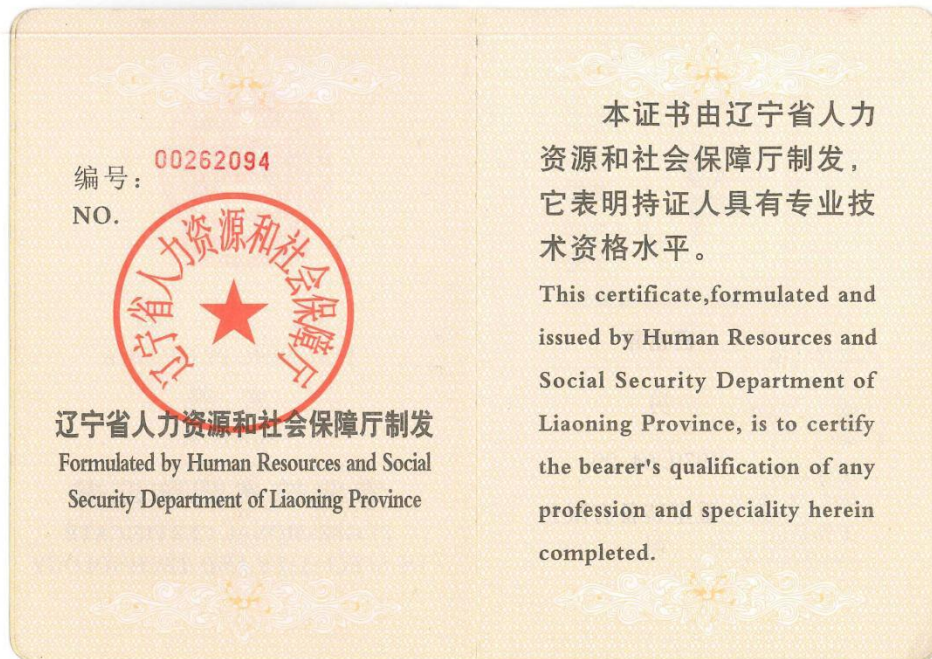 编号: 00262094
NO.
辽宁省人力资源和社会保障厅
辽宁省人力资源和社会保障厅制发
Formulated by Human Resources and Social
Security Department of Liaoning Province
本证书由辽宁省人力
资源和社会保障厅制发，
它表明持证人具有专业技
术资格水平。
This certificate,formulated and
issued by Human Resources and
Social Security Department of
Liaoning Province, is to certify
the bearer's qualification of any
profession and speciality herein
completed.